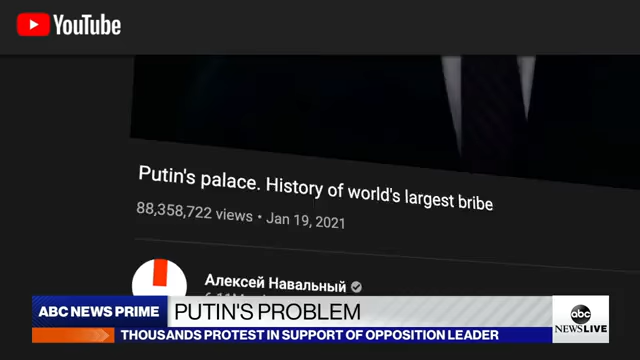 YouTube
Putin's palace. History of world's largest bribe
88,358,722 views • Jan 19, 2021
Алексей Навальный
ABC NEWS PRIME
PUTIN'S PROBLEM
THOUSANDS PROTEST IN SUPPORT OF OPPOSITION LEADER
abc
NEWS LIVE